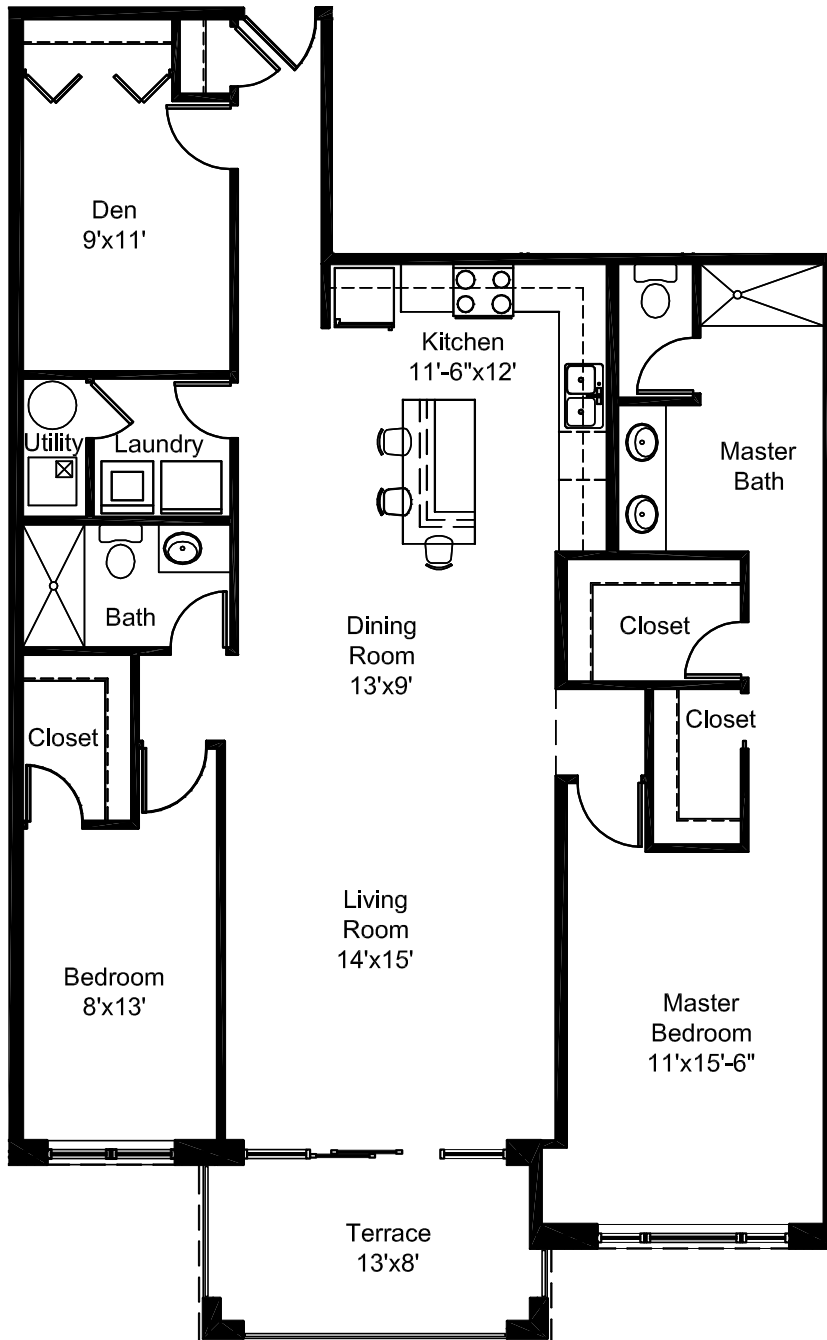 Den
9'x11'
Kitchen
11'-6"x12'
Utility
Laundry
Master
Bath
Bath
Dining
Room
13'x9'
Closet
Closet
Closet
Living
Room
14'x15'
Bedroom
8'x13'
Master
Bedroom
11'x15'-6"
Terrace
13'x8'